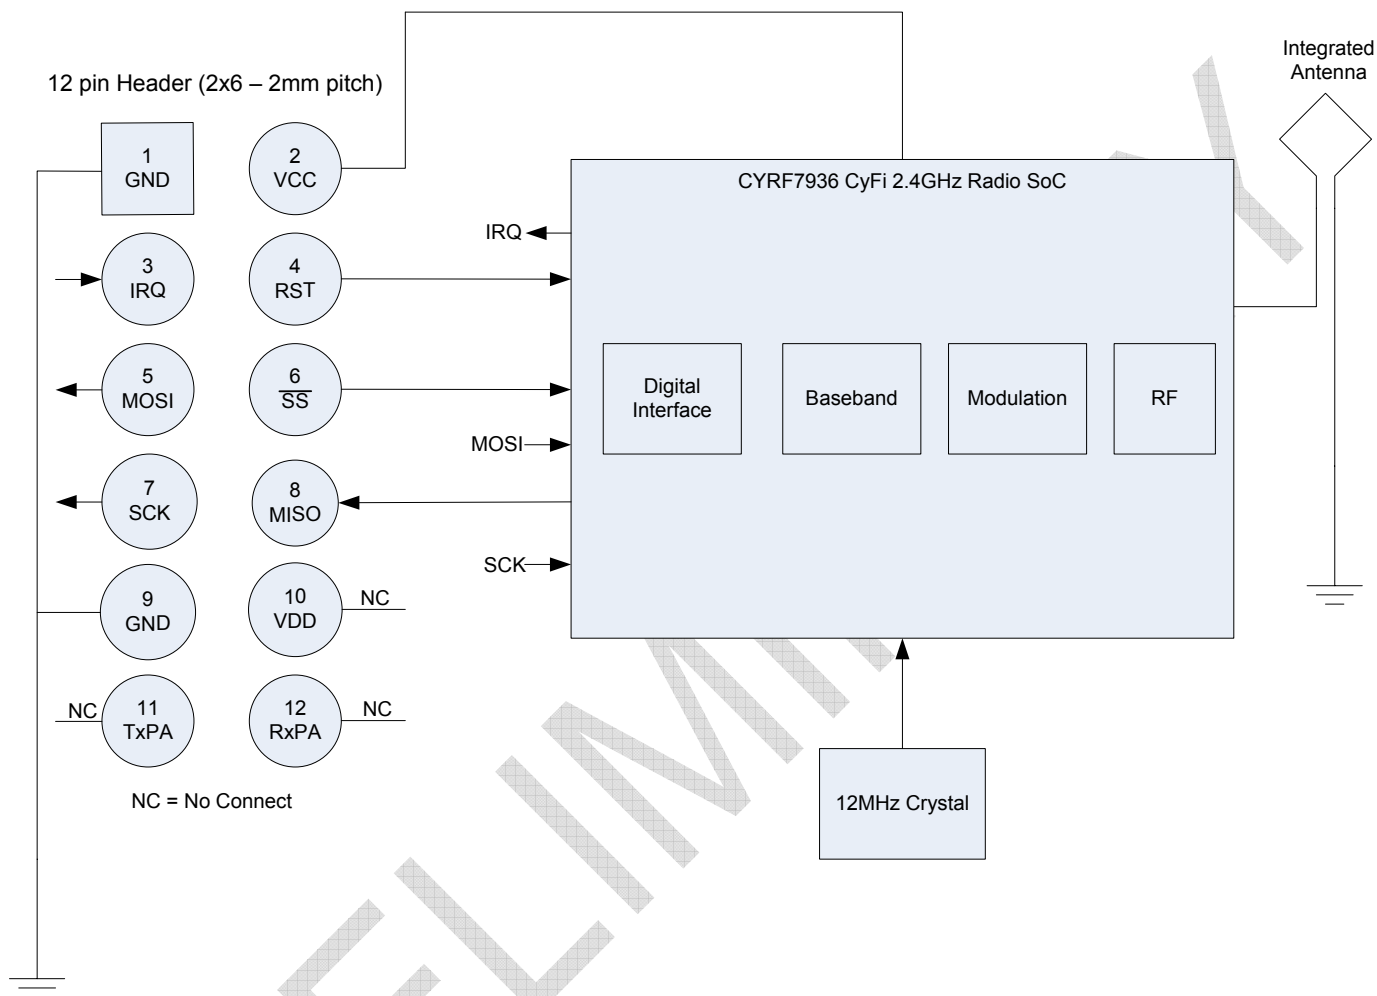 12 pin Header (2x6 – 2mm pitch)
Integrated
Antenna
1
GND
2
VCC
CYRF7936 CyFi 2.4GHz Radio SoC
IRQ
3
IRQ
4
RST
5
MOSI
6
SS
MOSI
Digital
Interface
Baseband
Modulation
RF
7
SCK
8
MISO
SCK
9
GND
10
VDD
NC
NC
11
TxPA
12
RxPA
NC
NC = No Connect
12MHz Crystal